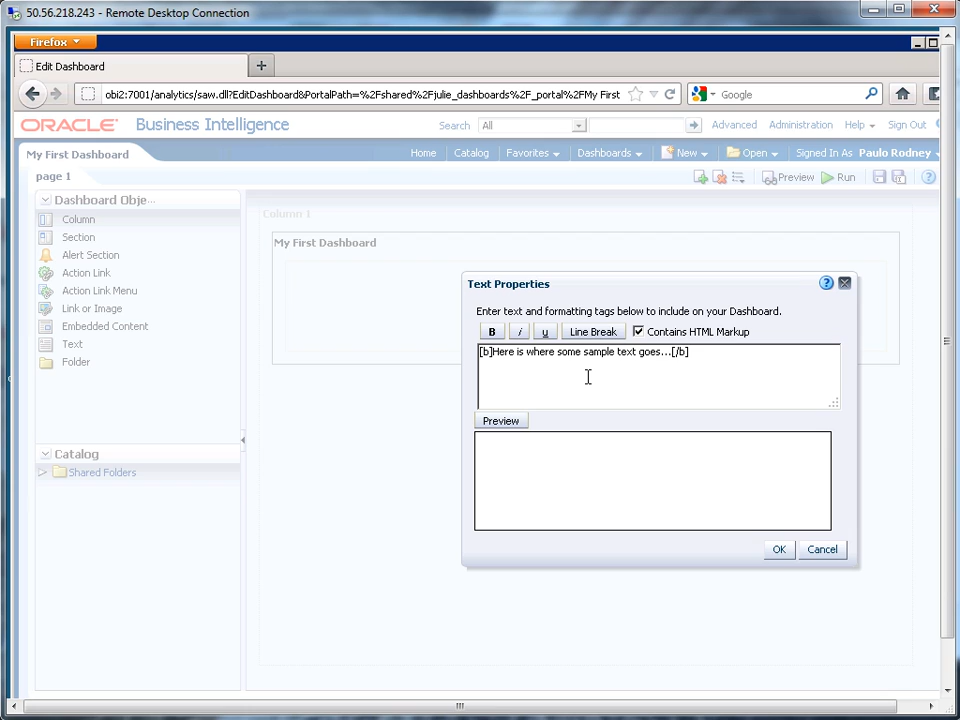 50.56.218.243 - Remote Desktop Connection
Firefox
Edit Dashboard
obi2:7001/analytics/saw.dll?EditDashboard&PortalPath=%2Fshared%2Fjulie_dashboards%2F_portal%2FMy First
Google
ORACLE Business Intelligence
Search All Advanced Administration Help Sign Out
My First Dashboard
Home Catalog Favorites Dashboards New Open Signed In As Paulo Rodney
page 1
Preview Run
Dashboard Obje...
Column
Section
Alert Section
Action Link
Action Link Menu
Link or Image
Embedded Content
Text
Folder
Catalog
Shared Folders
Column 1
My First Dashboard
Text Properties
Enter text and formatting tags below to include on your Dashboard.
B i u Line Break Contains HTML Markup
[b]Here is where some sample text goes...[/b]
Preview
OK Cancel